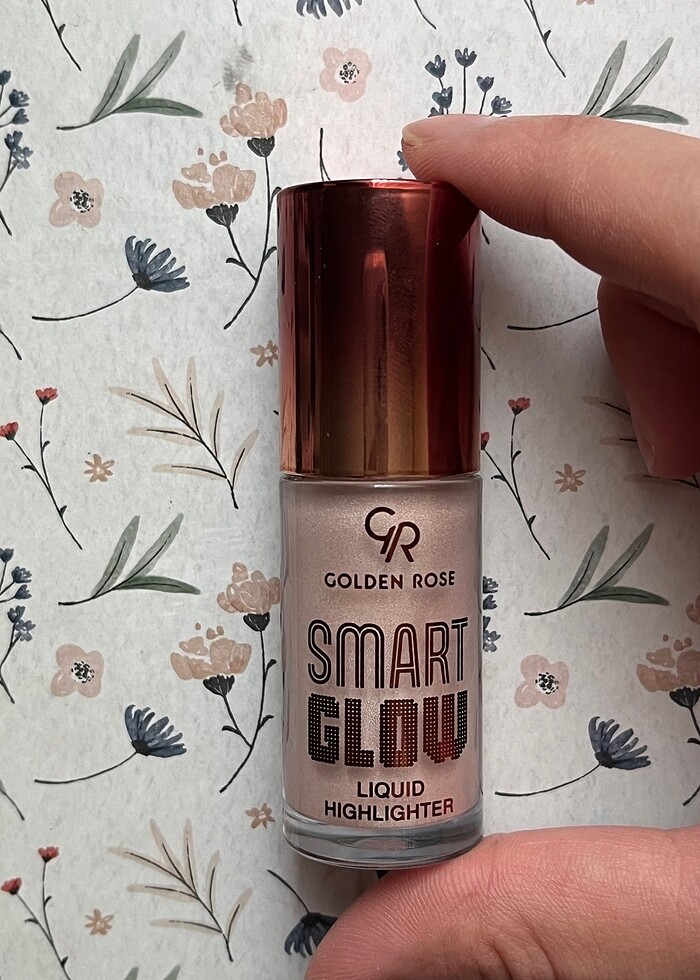 GR
GOLDEN ROSE
SMART
GLOW
LIQUID
HIGHLIGHTER